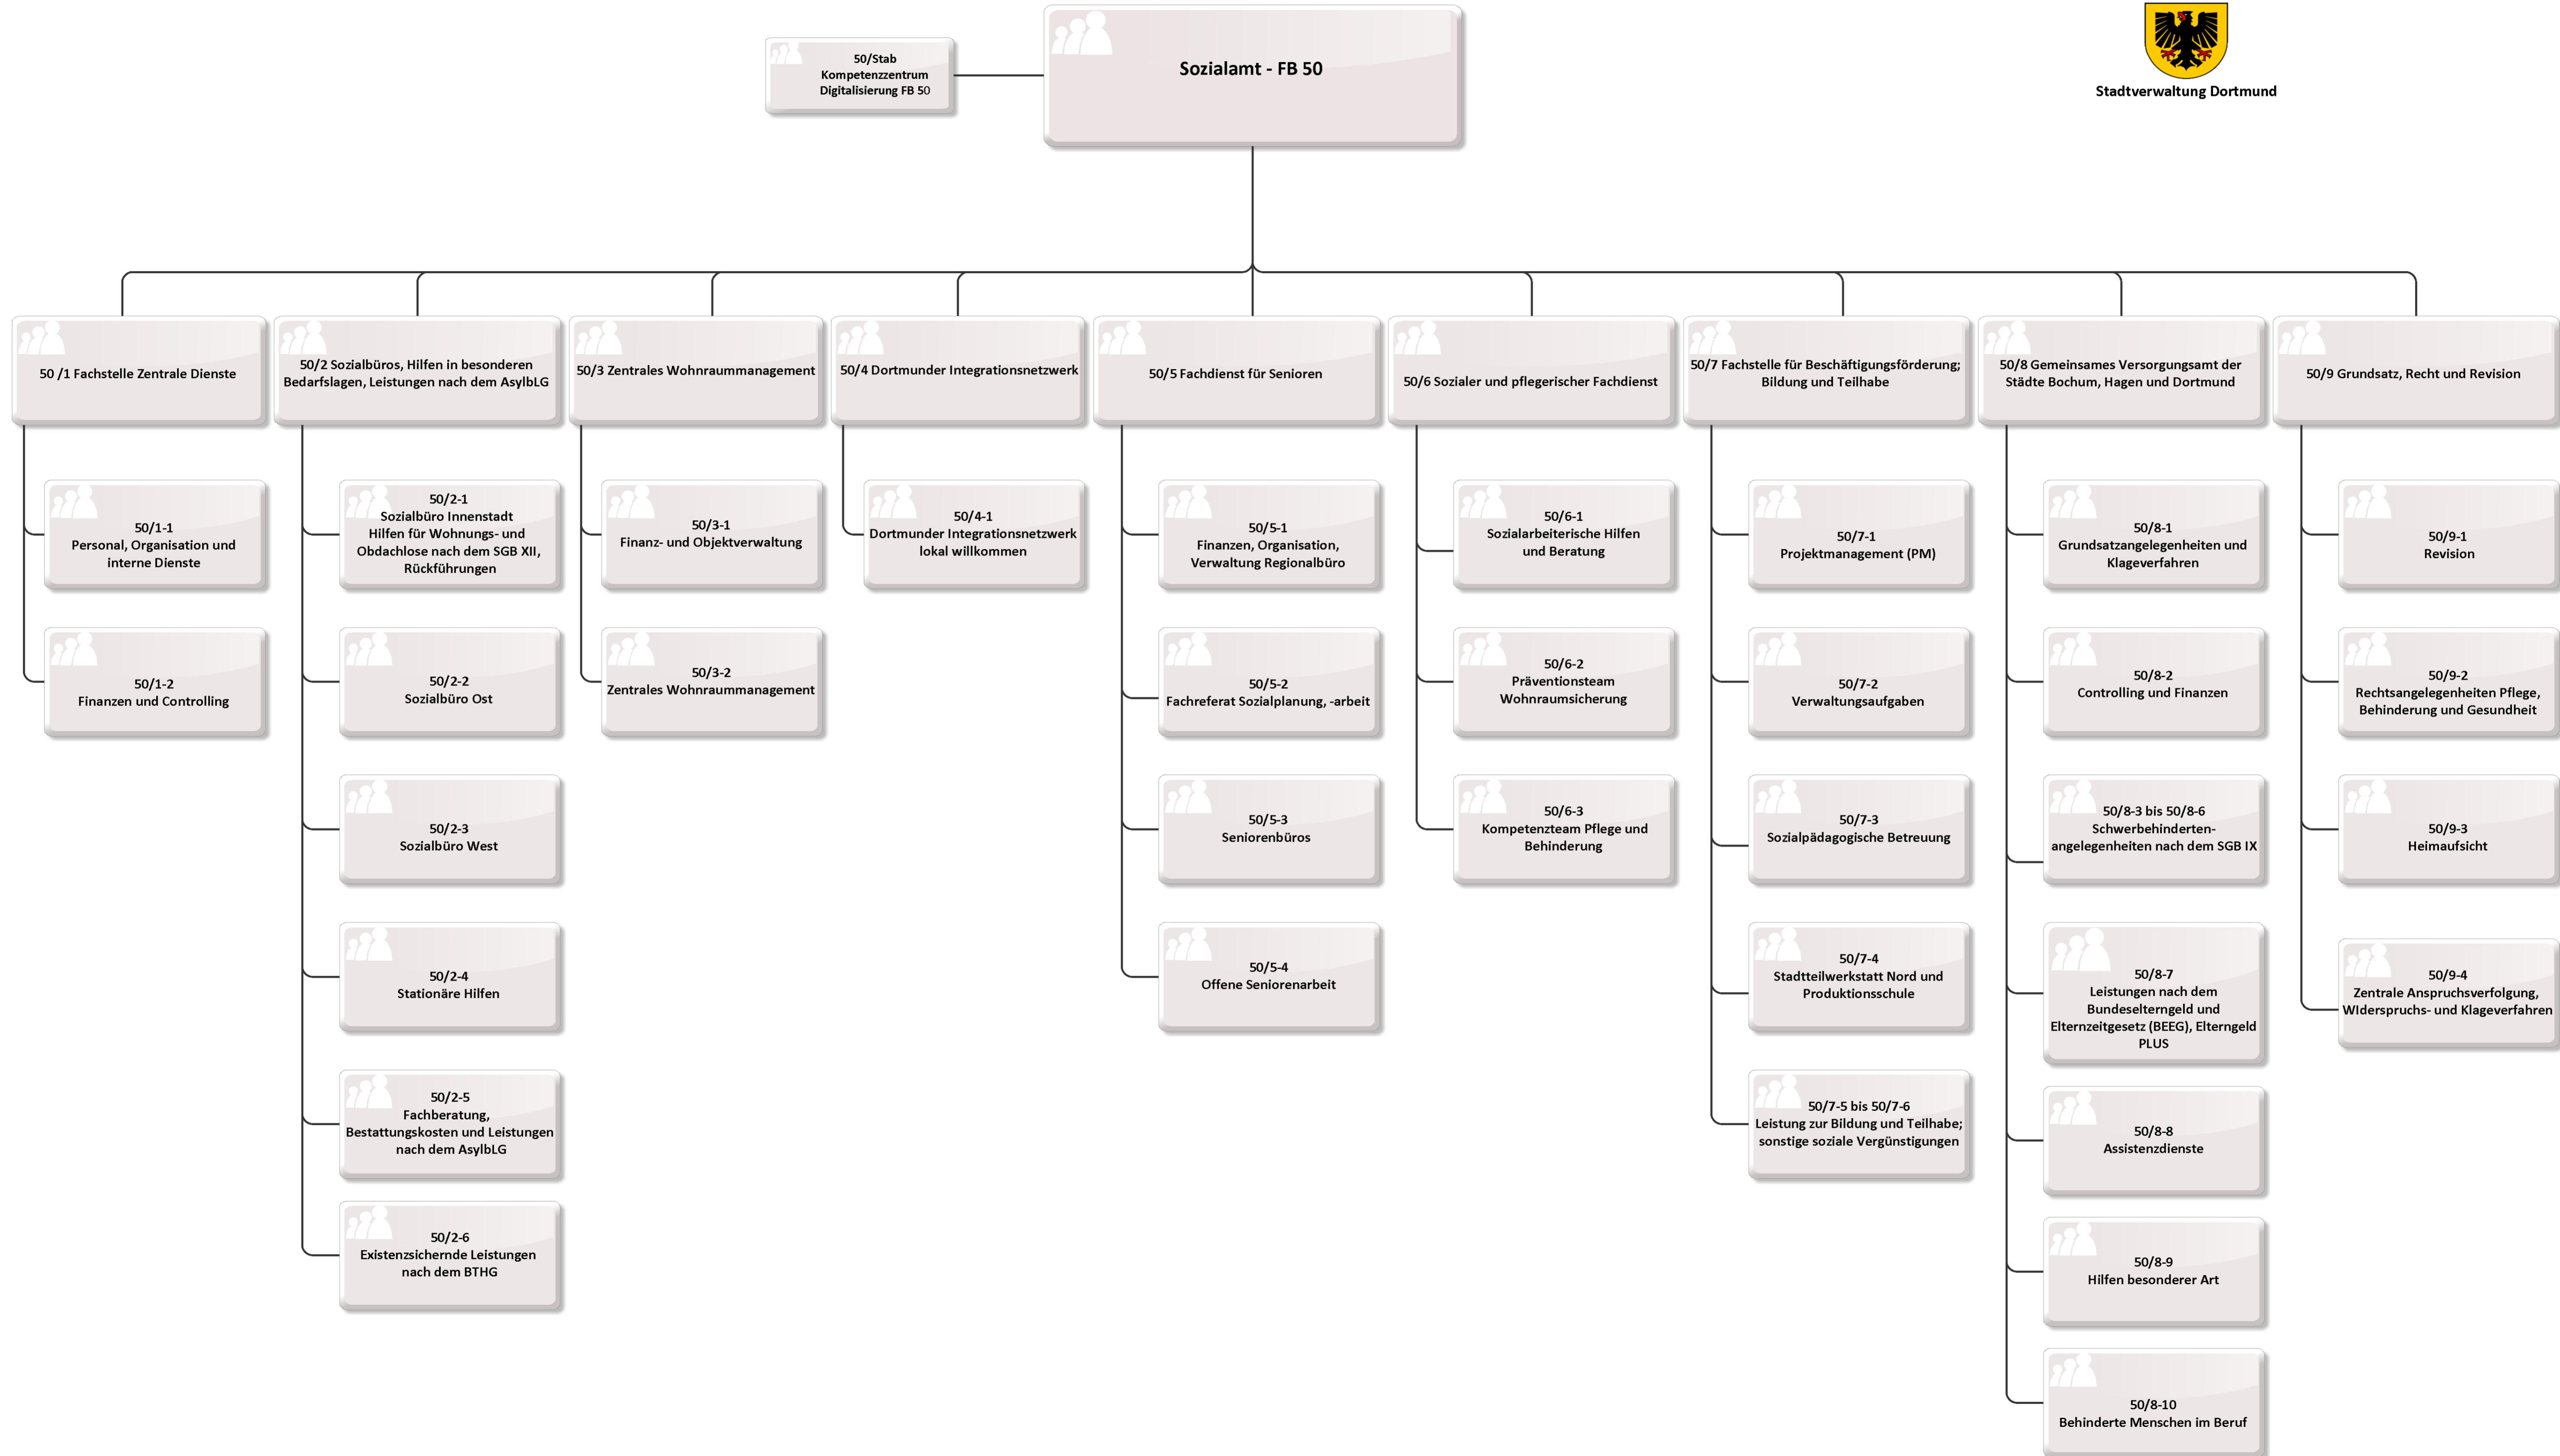 50/Stab
Kompetenzzentrum
Digitalisierung FB 50
Sozialamt - FB 50
Stadtverwaltung Dortmund
50 /1 Fachstelle Zentrale Dienste
50/2 Sozialbüros, Hilfen in besonderen
Bedarfslagen, Leistungen nach dem AsylbLG
50/3 Zentrales Wohnraummanagement
50/4 Dortmunder Integrationsnetzwerk
50/5 Fachdienst für Senioren
50/6 Sozialer und pflegerischer Fachdienst
50/7 Fachstelle für Beschäftigungsförderung;
Bildung und Teilhabe
50/8 Gemeinsames Versorgungsamt der
Städte Bochum, Hagen und Dortmund
50/9 Grundsatz, Recht und Revision
50/1-1
Personal, Organisation und
interne Dienste
50/1-2
Finanzen und Controlling
50/2-1
Sozialbüro Innenstadt
Hilfen für Wohnungs- und
Obdachlose nach dem SGB XII,
Rückführungen
50/2-2
Sozialbüro Ost
50/2-3
Sozialbüro West
50/2-4
Stationäre Hilfen
50/2-5
Fachberatung,
Bestattungskosten und Leistungen
nach dem AsylbLG
50/2-6
Existenzsichernde Leistungen
nach dem BTHG
50/3-1
Finanz- und Objektverwaltung
50/3-2
Zentrales Wohnraummanagement
50/4-1
Dortmunder Integrationsnetzwerk
lokal willkommen
50/5-1
Finanzen, Organisation,
Verwaltung Regionalbüro
50/5-2
Fachreferat Sozialplanung, -arbeit
50/5-3
Seniorenbüros
50/5-4
Offene Seniorenarbeit
50/6-1
Sozialarbeiterische Hilfen
und Beratung
50/6-2
Präventionsteam
Wohnraumsicherung
50/6-3
Kompetenzteam Pflege und
Behinderung
50/7-1
Projektmanagement (PM)
50/7-2
Verwaltungsaufgaben
50/7-3
Sozialpädagogische Betreuung
50/7-4
Stadtteilwerkstatt Nord und
Produktionsschule
50/7-5 bis 50/7-6
Leistung zur Bildung und Teilhabe;
sonstige soziale Vergünstigungen
50/8-1
Grundsatzangelegenheiten und
Klageverfahren
50/8-2
Controlling und Finanzen
50/8-3 bis 50/8-6
Schwerbehinderten-
angelegenheiten nach dem SGB IX
50/8-7
Leistungen nach dem
Bundeselterngeld und
Elternzeitgesetz (BEEG), Elterngeld
PLUS
50/8-8
Assistenzdienste
50/8-9
Hilfen besonderer Art
50/8-10
Behinderte Menschen im Beruf
50/9-1
Revision
50/9-2
Rechtsangelegenheiten Pflege,
Behinderung und Gesundheit
50/9-3
Heimaufsicht
50/9-4
Zentrale Anspruchsverfolgung,
WIderspruchs- und Klageverfahren